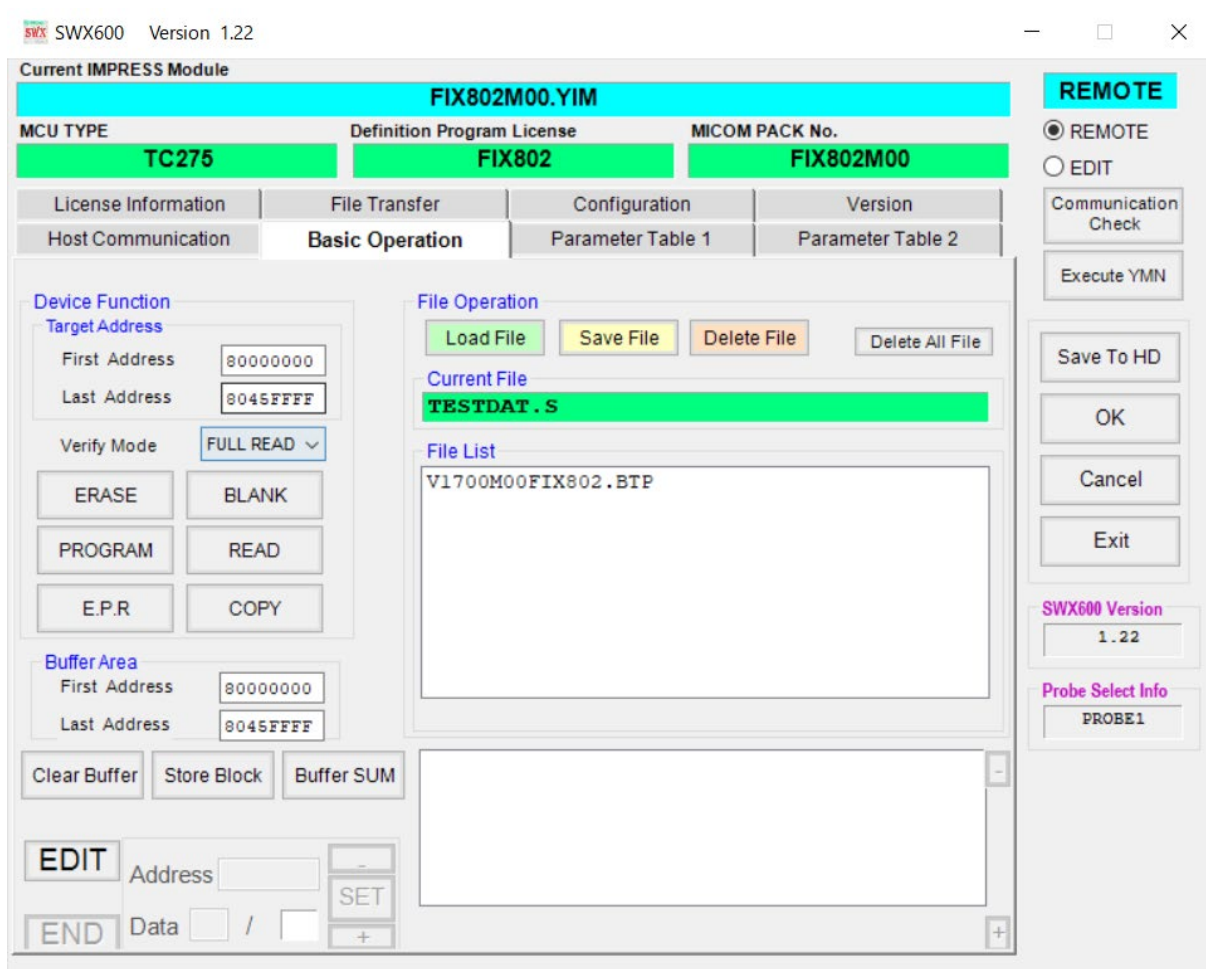 SWX SWX600 Version 1.22
Current IMPRESS Module
FIX802M00.YIM
MCU TYPE Definition Program License MICOM PACK No.
TC275 FIX802 FIX802M00
License Information File Transfer Configuration Version
Host Communication Basic Operation Parameter Table 1 Parameter Table 2
REMOTE
REMOTE
EDIT
Communication
Check
Execute YMN
Device Function
Target Address
First Address 80000000
Last Address 8045FFFF
Verify Mode FULL READ
ERASE BLANK
PROGRAM READ
E.P.R COPY
Buffer Area
First Address 80000000
Last Address 8045FFFF
Clear Buffer Store Block Buffer SUM
EDIT Address - SET
END Data / +
File Operation
Load File Save File Delete File Delete All File
Current File
TESTDAT.S
File List
V1700M00FIX802.BTP
-
+
Save To HD
OK
Cancel
Exit
SWX600 Version
1.22
Probe Select Info
PROBE1